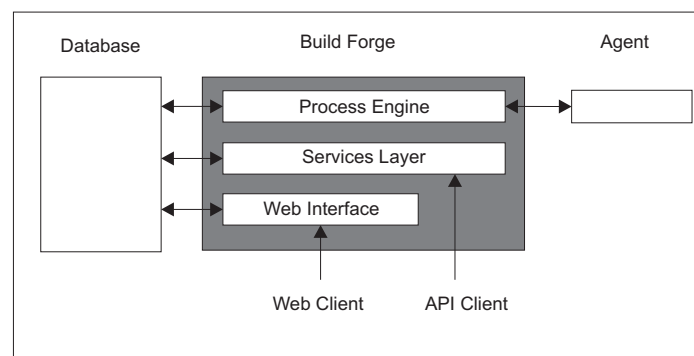 Database
Build Forge
Agent
Process Engine
Services Layer
Web Interface
Web Client
API Client